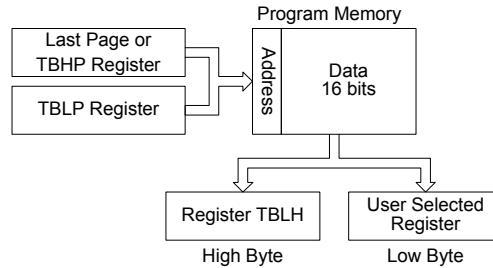 Program Memory
Last Page or
TBHP Register
TBLP Register
Address
Data
16 bits
Register TBLH
User Selected
Register
High Byte
Low Byte